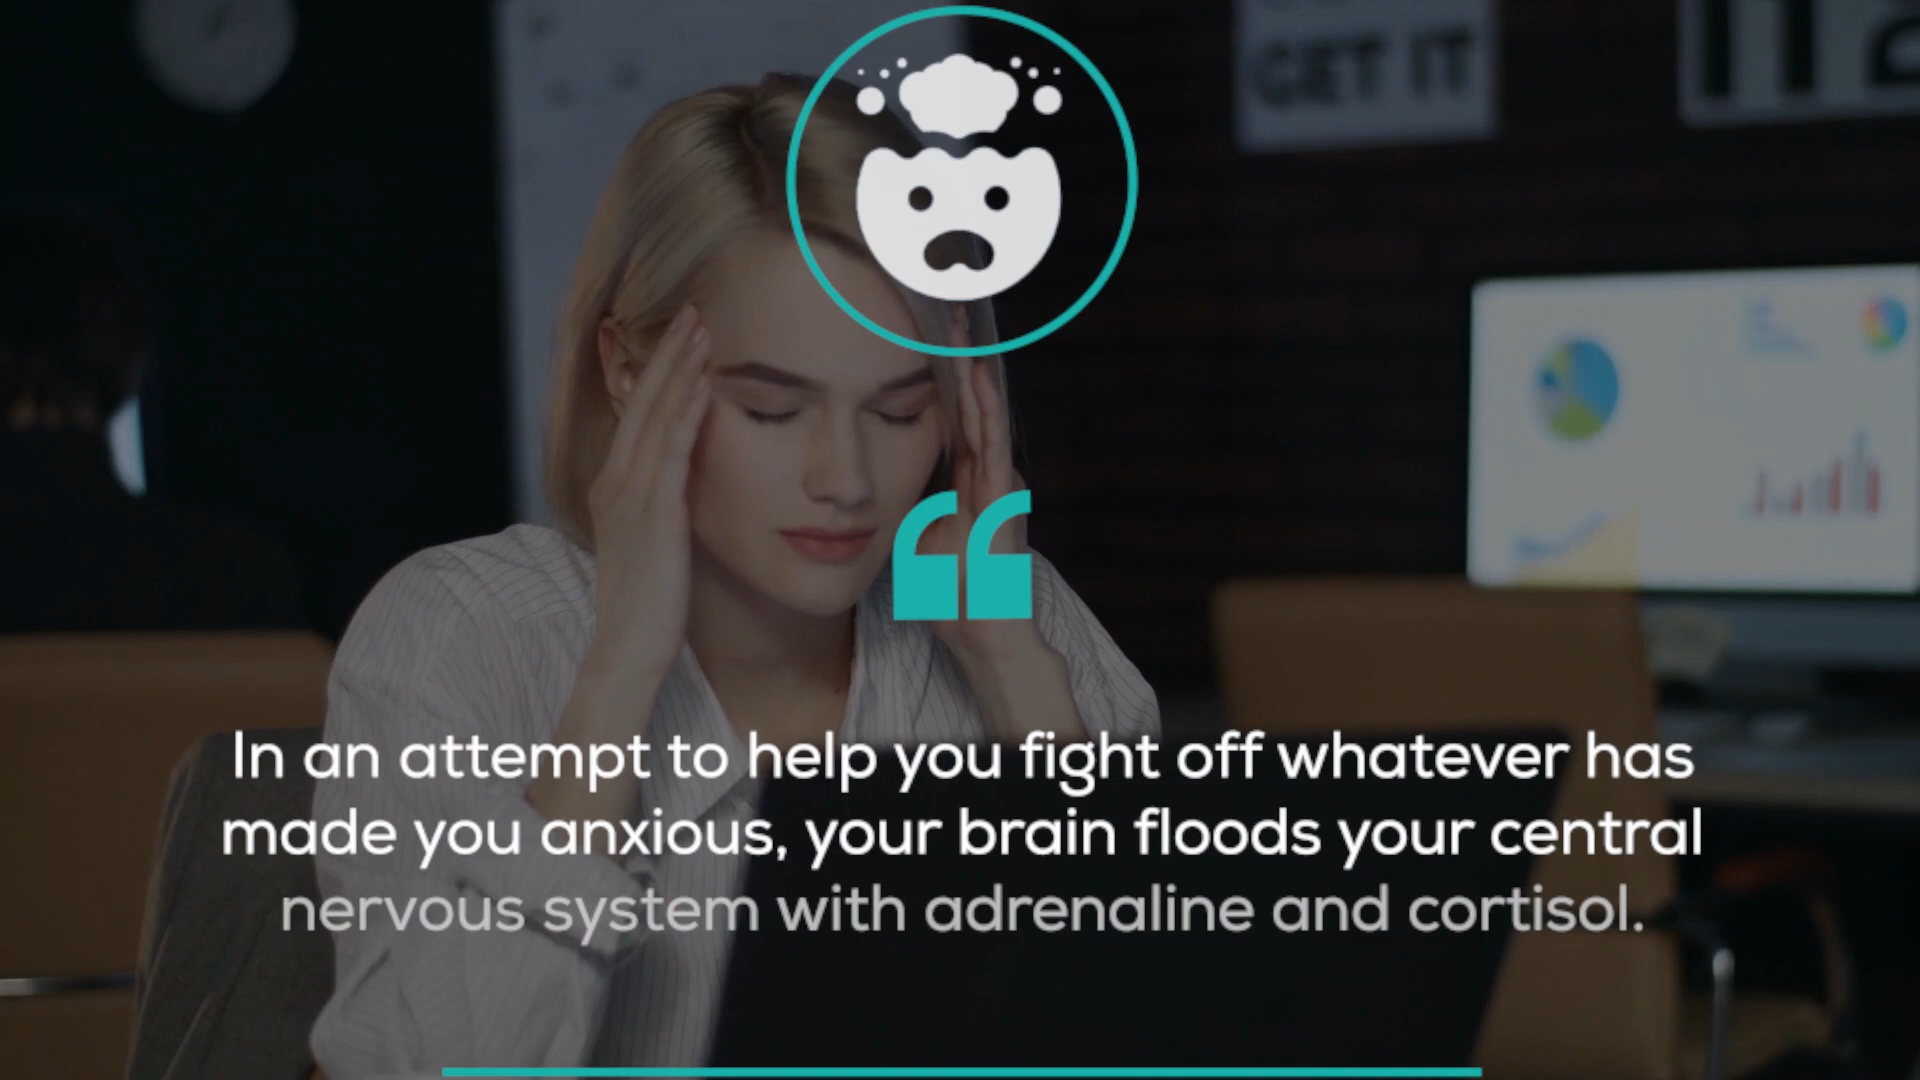 GET IT
In an attempt to help you fight off whatever has
made you anxious, your brain floods your central
nervous system with adrenaline and cortisol.